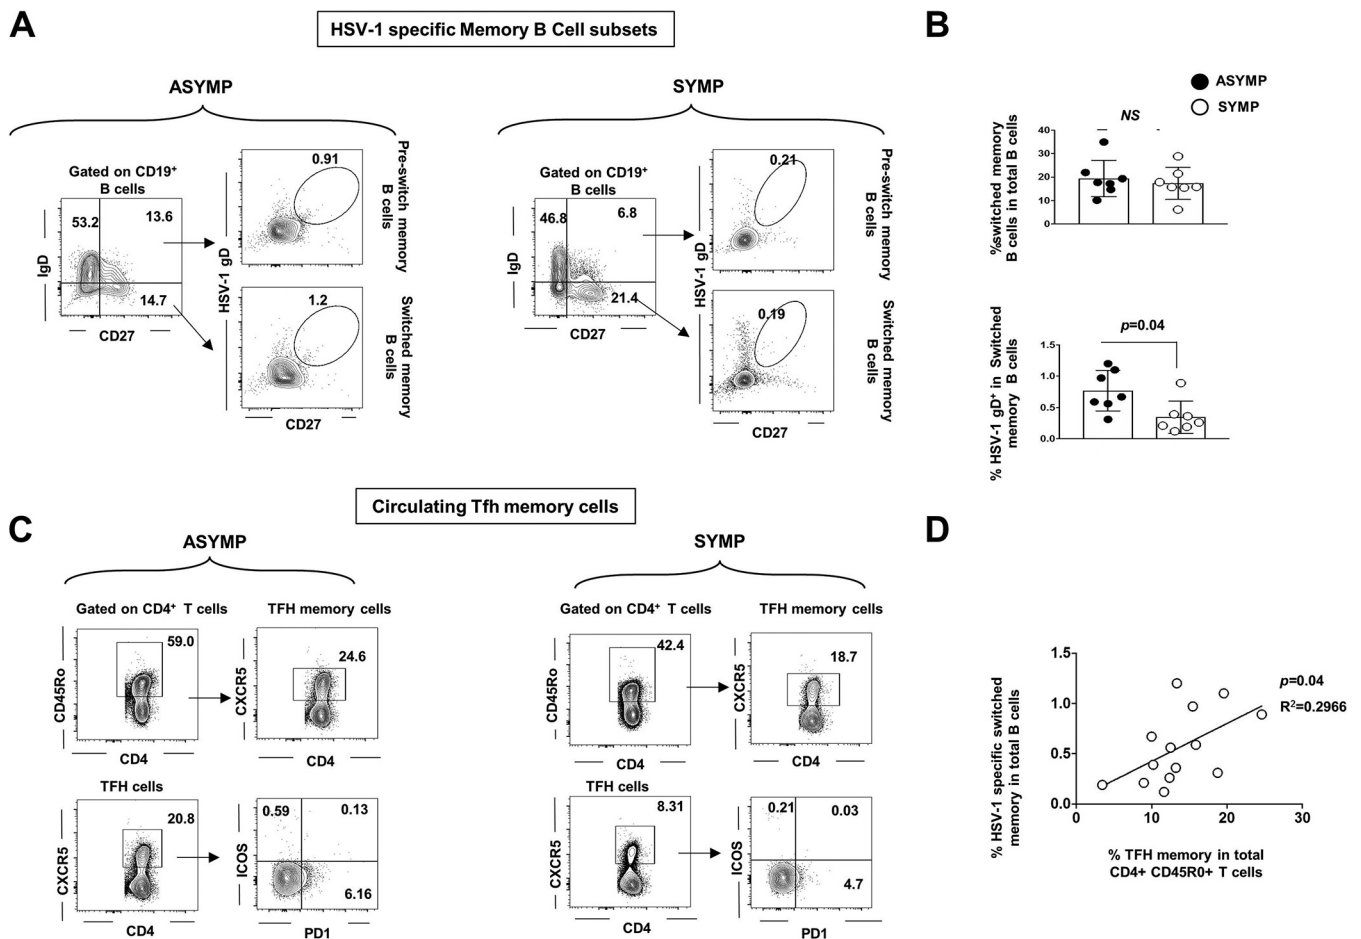 A
HSV-1 specific Memory B Cell subsets
ASYMP
Gated on CD19⁺
B cells
53.2
13.6
14.7
IgD
CD27
0.91
1.2
HSV-1 gD
CD27
Pre-switch memory
B cells
Switched memory
B cells
SYMP
Gated on CD19⁺
B cells
46.8
6.8
21.4
IgD
CD27
0.21
0.19
HSV-1 gD
CD27
Pre-switch memory
B cells
Switched memory
B cells
B
ASYMP
SYMP
NS
%switched memory
B cells in total B cells
40
30
20
10
0
p=0.04
% HSV-1 gD⁺ in Switched
memory B cells
1.5
1.0
0.5
0.0
Circulating Tfh memory cells
C
ASYMP
Gated on CD4⁺ T cells
TFH memory cells
59.0
24.6
CD45Ro
CD4
CXCR5
CD4
TFH cells
20.8
CXCR5
CD4
0.59
0.13
6.16
ICOS
PD1
SYMP
Gated on CD4⁺ T cells
TFH memory cells
42.4
18.7
CD45Ro
CD4
CXCR5
CD4
TFH cells
8.31
CXCR5
CD4
0.21
0.03
4.7
ICOS
PD1
D
% HSV-1 specific switched
memory in total B cells
1.5
1.0
0.5
0.0
p=0.04
R²=0.2966
0
10
20
30
% TFH memory in total
CD4+ CD45R0+ T cells